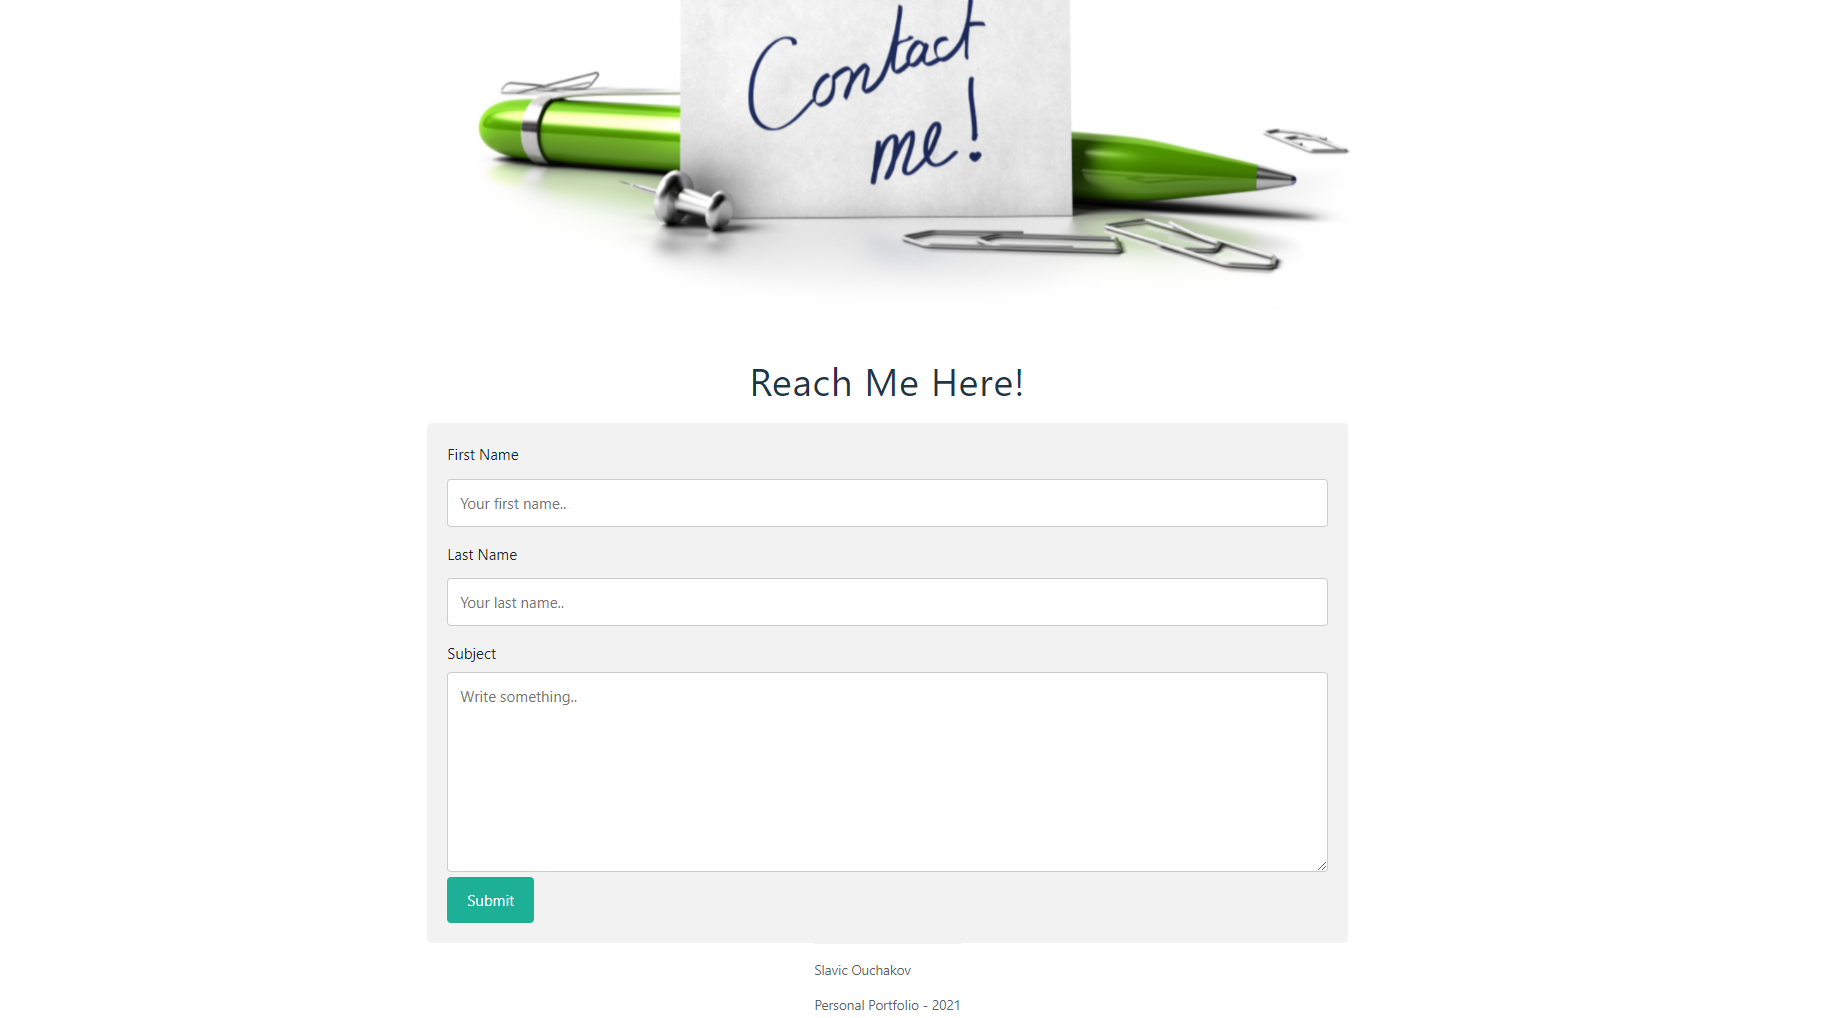 Contact
me!
Reach Me Here!
First Name
Your first name..
Last Name
Your last name..
Subject
Write something..
Submit
Slavic Ouchakov
Personal Portfolio - 2021